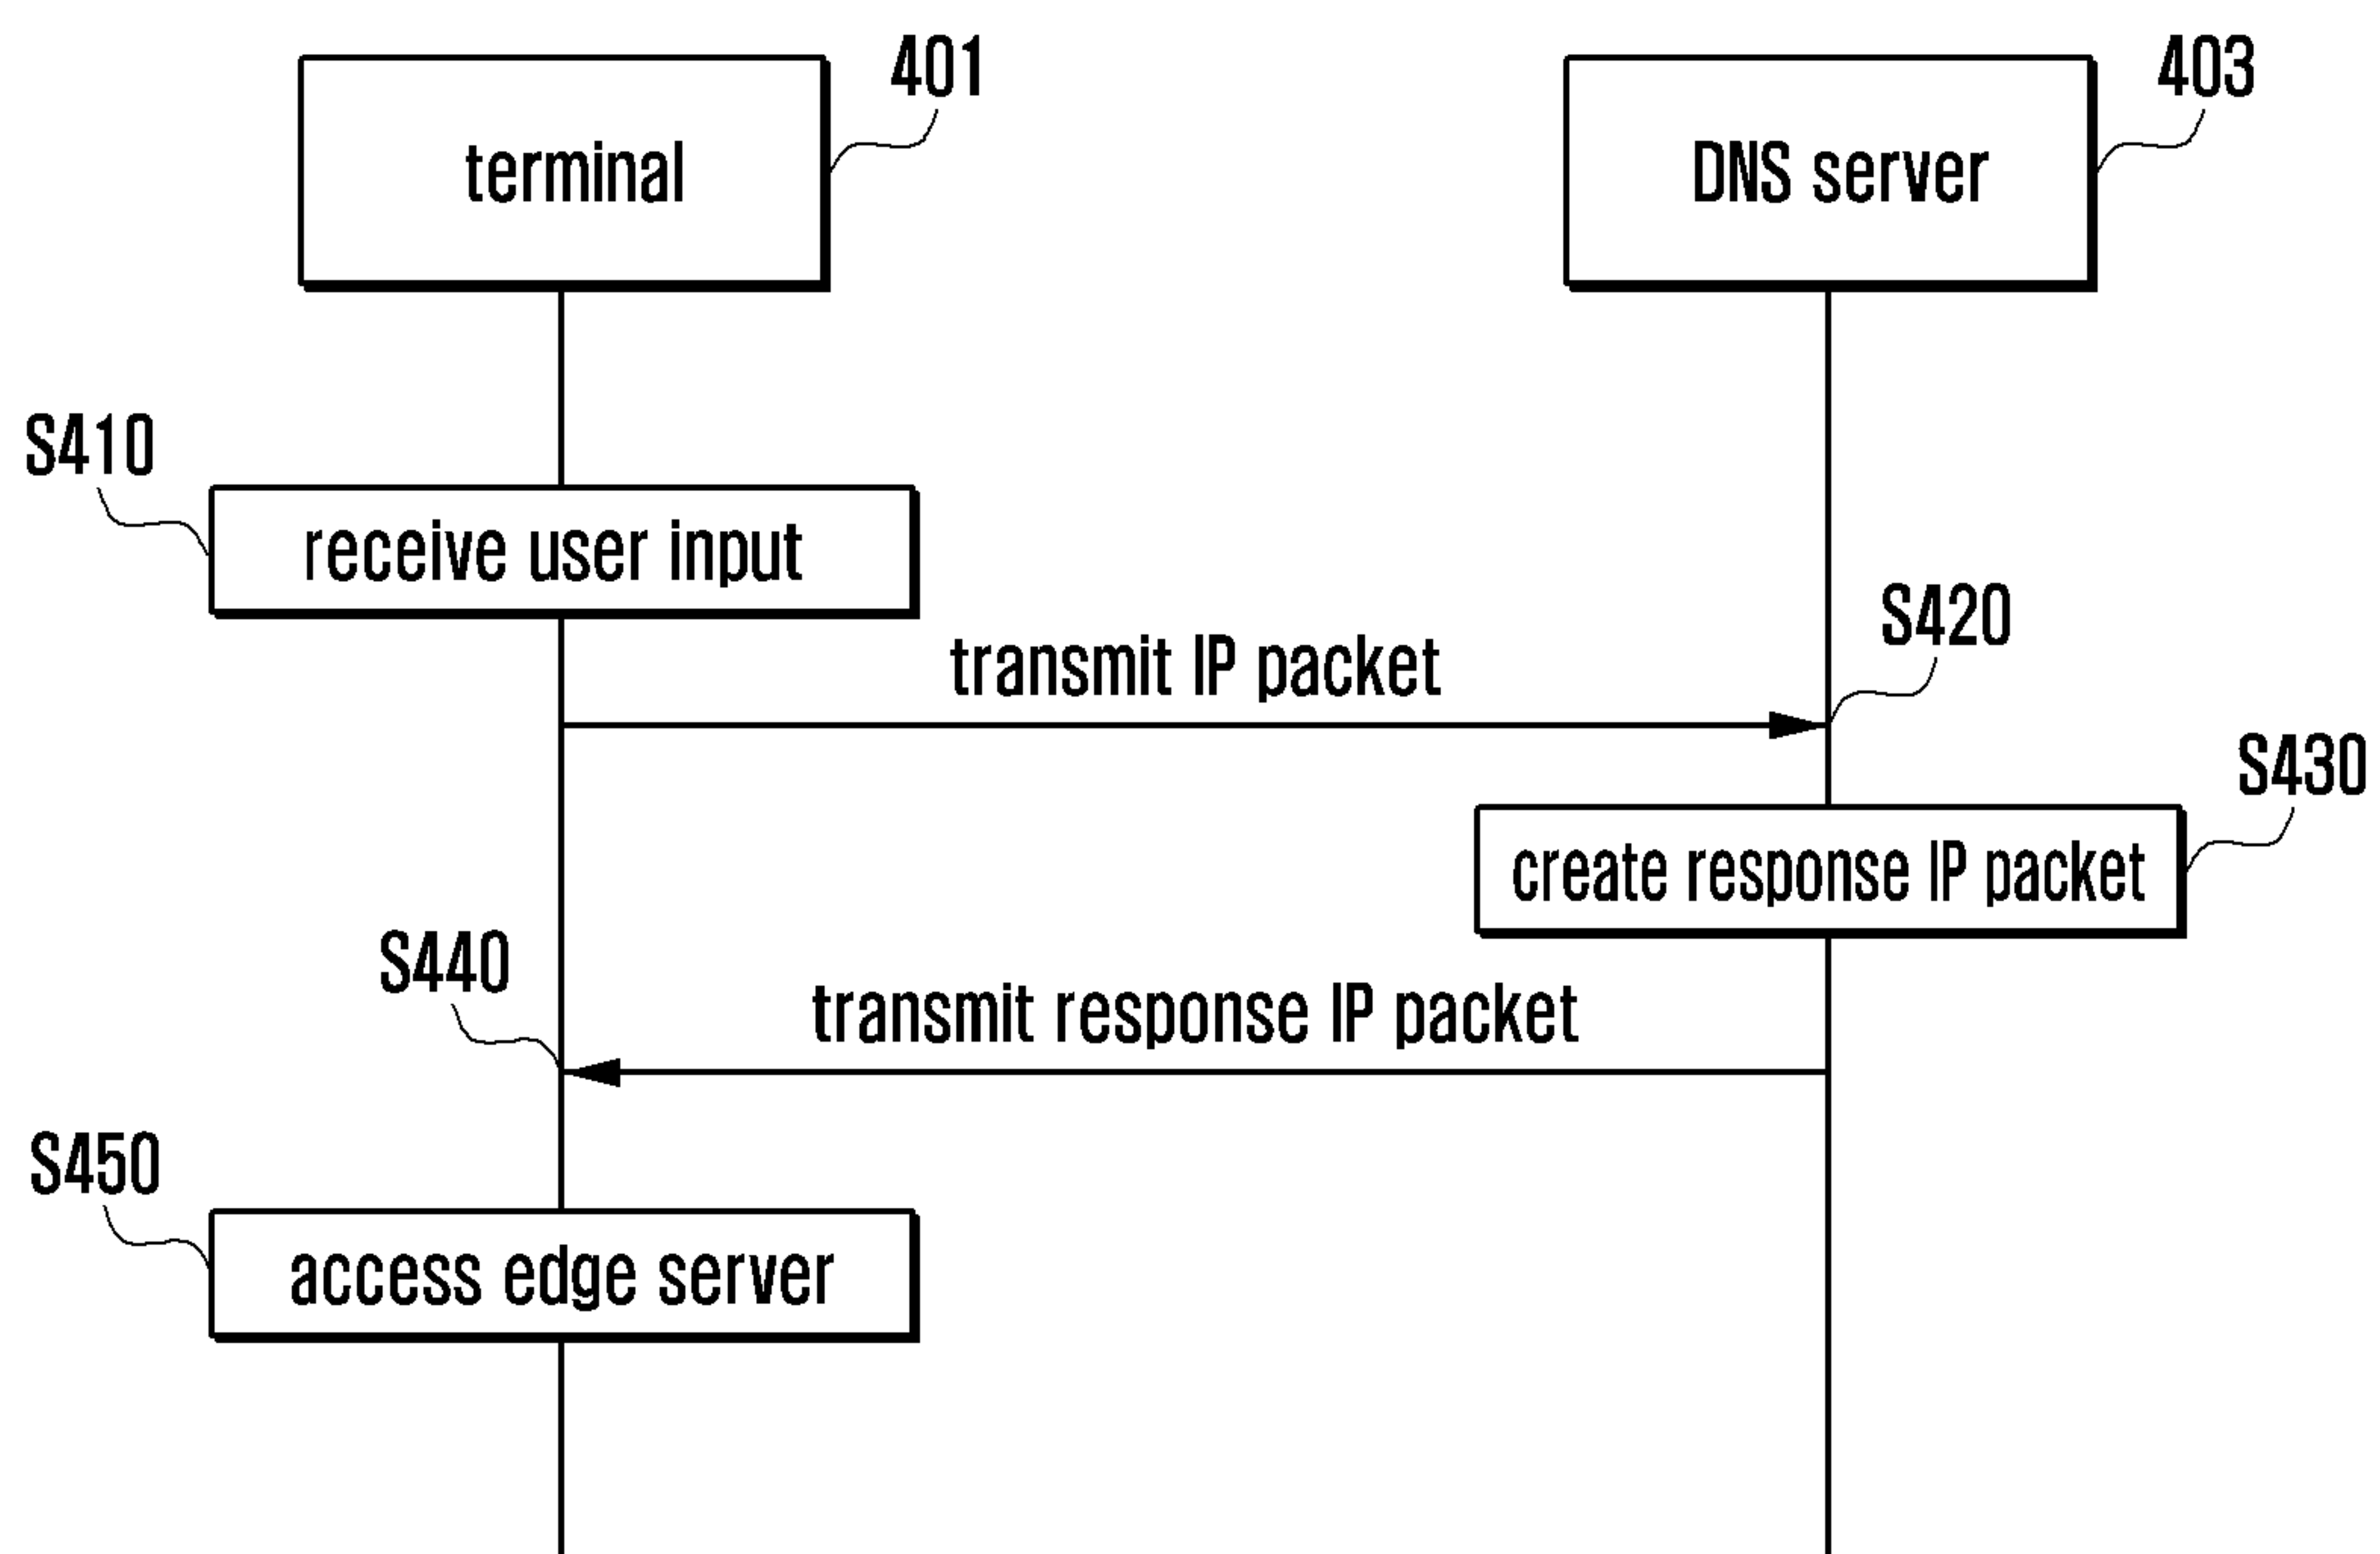 401
403
terminal
DNS server
S410
receive user input
S420
transmit IP packet
S430
create response IP packet
S440
transmit response IP packet
S450
access edge server